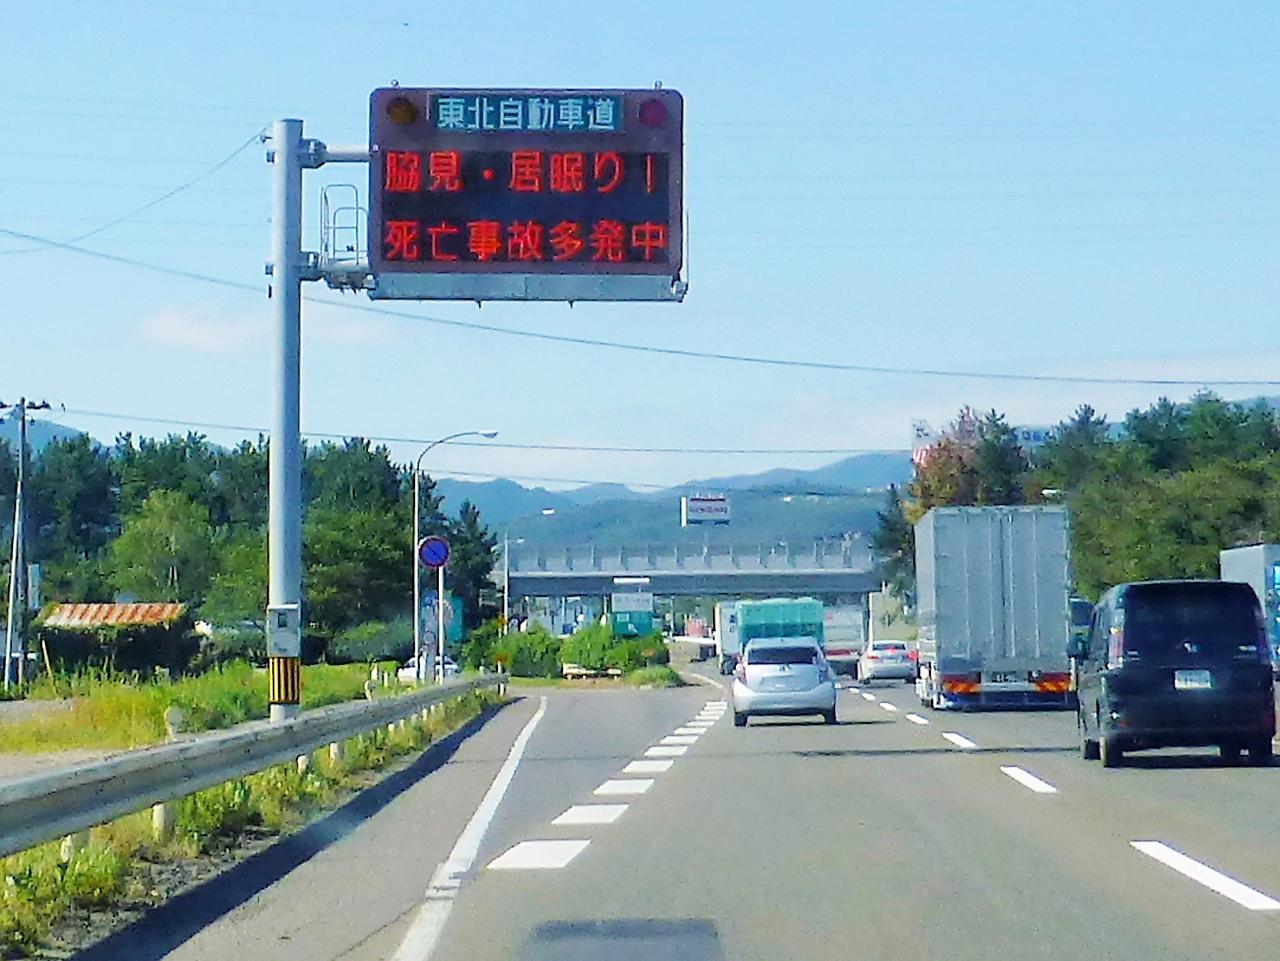 東北自動車道
脇見・居眠り！
死亡事故多発中